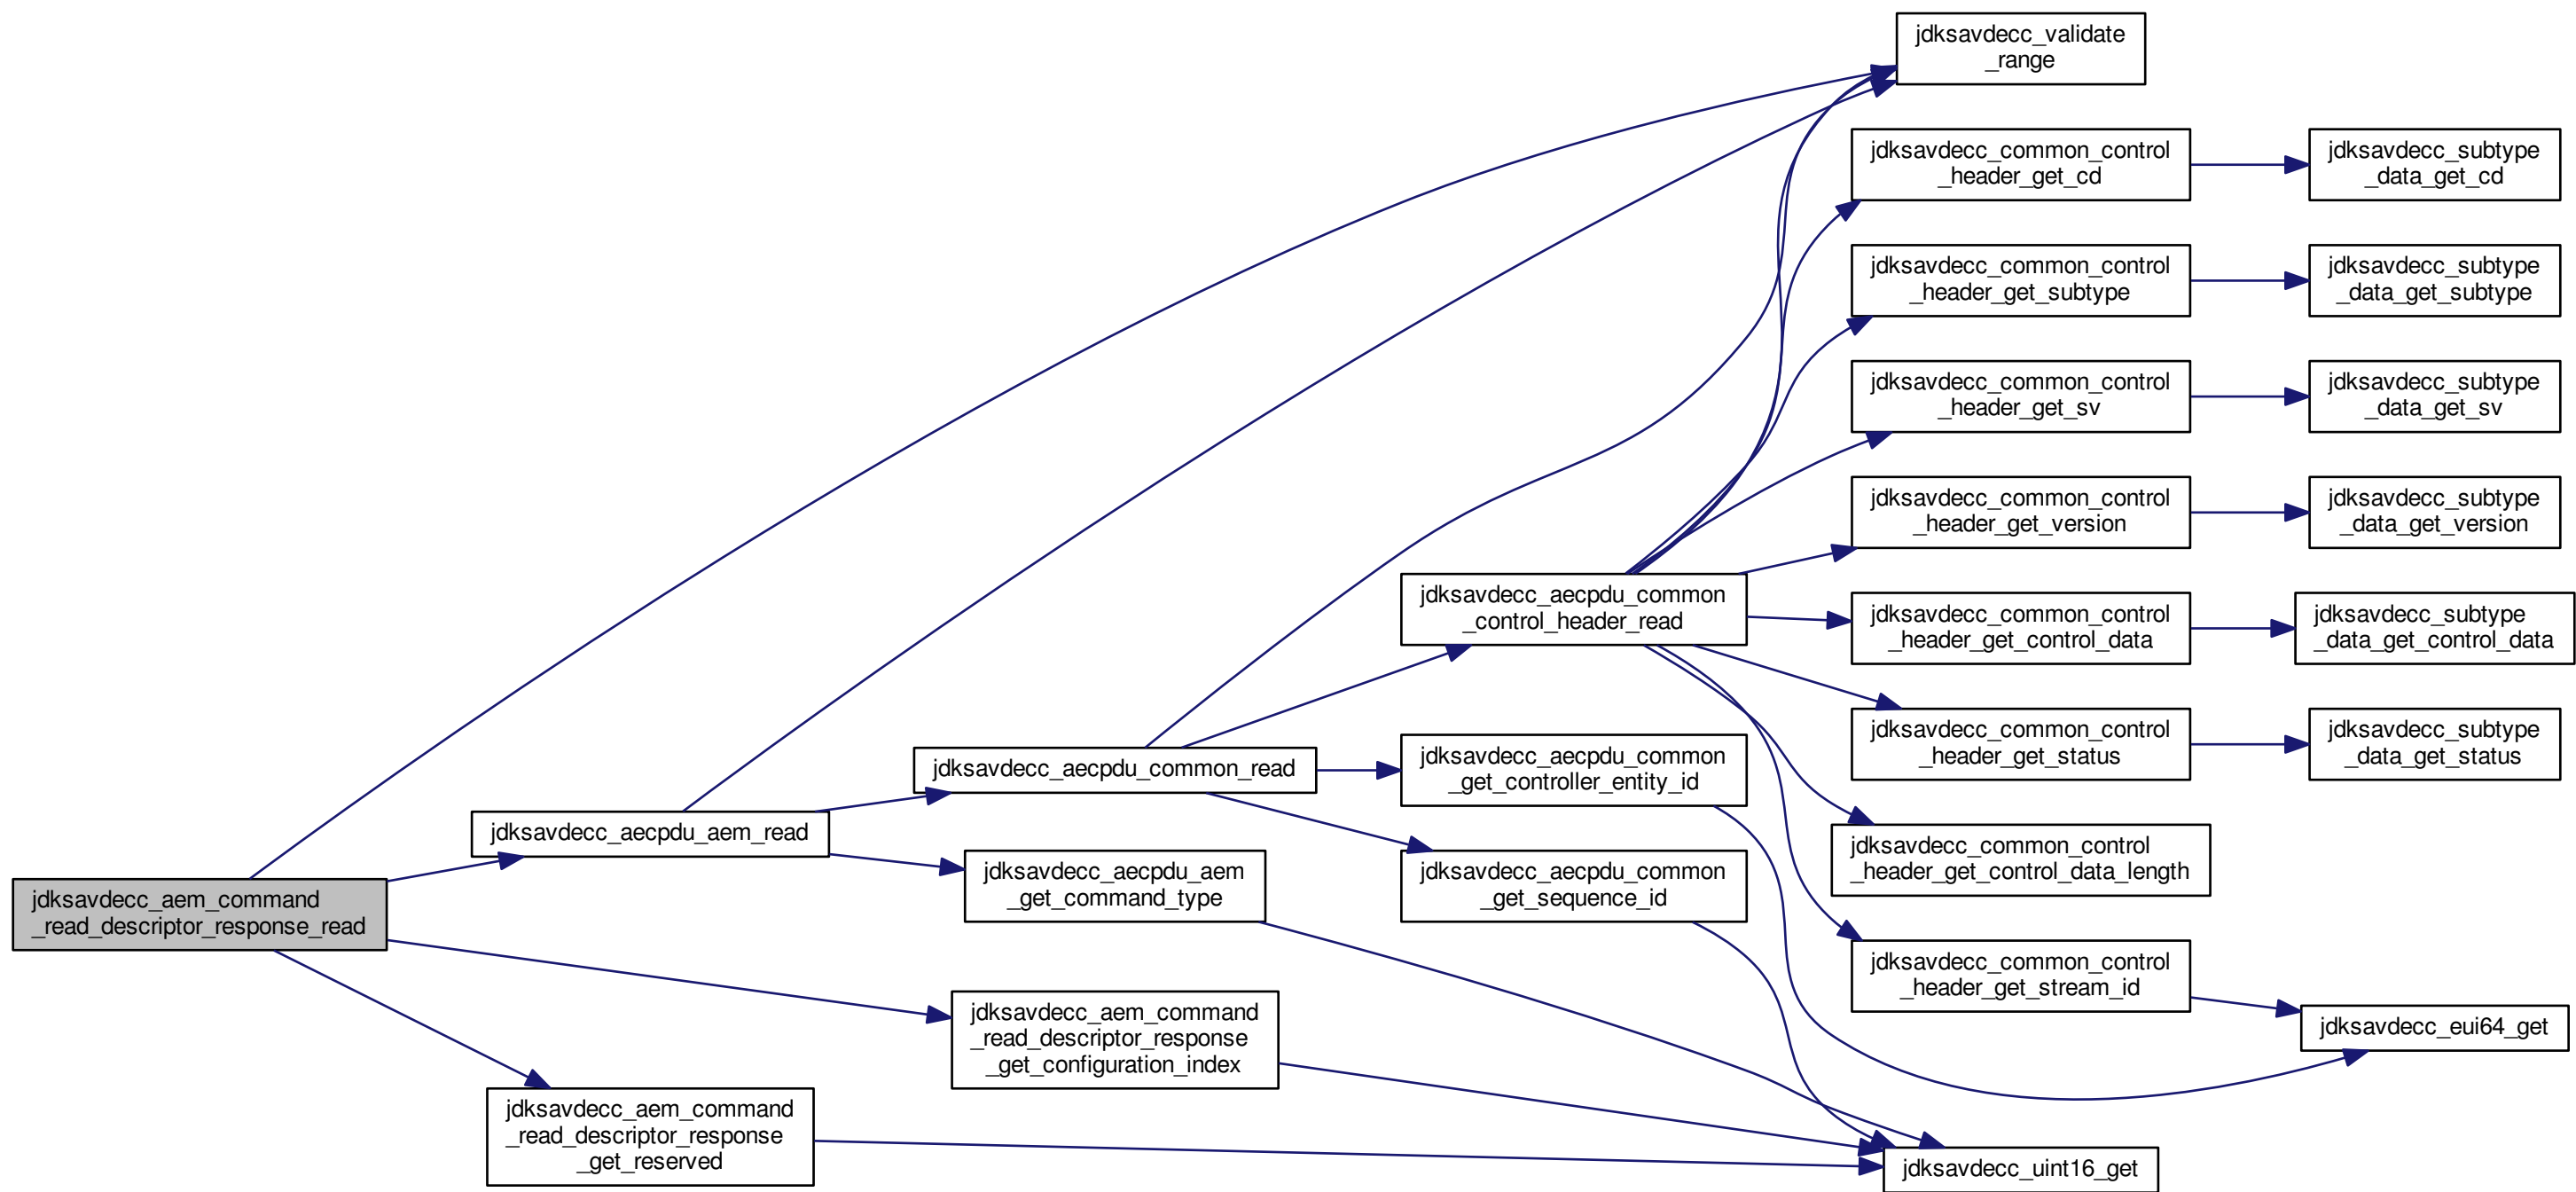 jdksavdecc_aem_command
_read_descriptor_response_read
jdksavdecc_aecpdu_aem_read
jdksavdecc_aem_command
_read_descriptor_response
_get_reserved
jdksavdecc_aecpdu_common_read
jdksavdecc_aecpdu_aem
_get_command_type
jdksavdecc_aem_command
_read_descriptor_response
_get_configuration_index
jdksavdecc_aecpdu_common
_control_header_read
jdksavdecc_aecpdu_common
_get_controller_entity_id
jdksavdecc_aecpdu_common
_get_sequence_id
jdksavdecc_validate
_range
jdksavdecc_common_control
_header_get_cd
jdksavdecc_common_control
_header_get_subtype
jdksavdecc_common_control
_header_get_sv
jdksavdecc_common_control
_header_get_version
jdksavdecc_common_control
_header_get_control_data
jdksavdecc_common_control
_header_get_status
jdksavdecc_common_control
_header_get_control_data_length
jdksavdecc_common_control
_header_get_stream_id
jdksavdecc_uint16_get
jdksavdecc_subtype
_data_get_cd
jdksavdecc_subtype
_data_get_subtype
jdksavdecc_subtype
_data_get_sv
jdksavdecc_subtype
_data_get_version
jdksavdecc_subtype
_data_get_control_data
jdksavdecc_subtype
_data_get_status
jdksavdecc_eui64_get